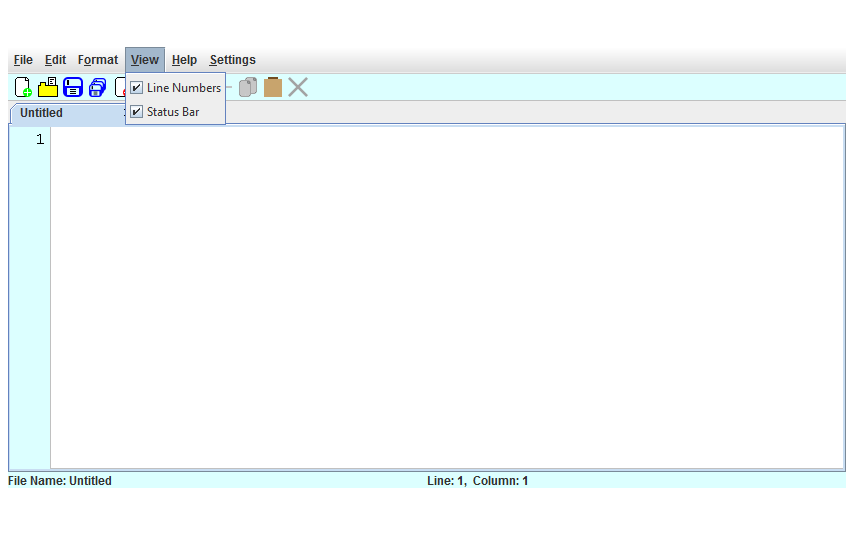 File Edit Format View Help Settings
Line Numbers
Status Bar
Untitled
1
File Name: Untitled Line: 1, Column: 1